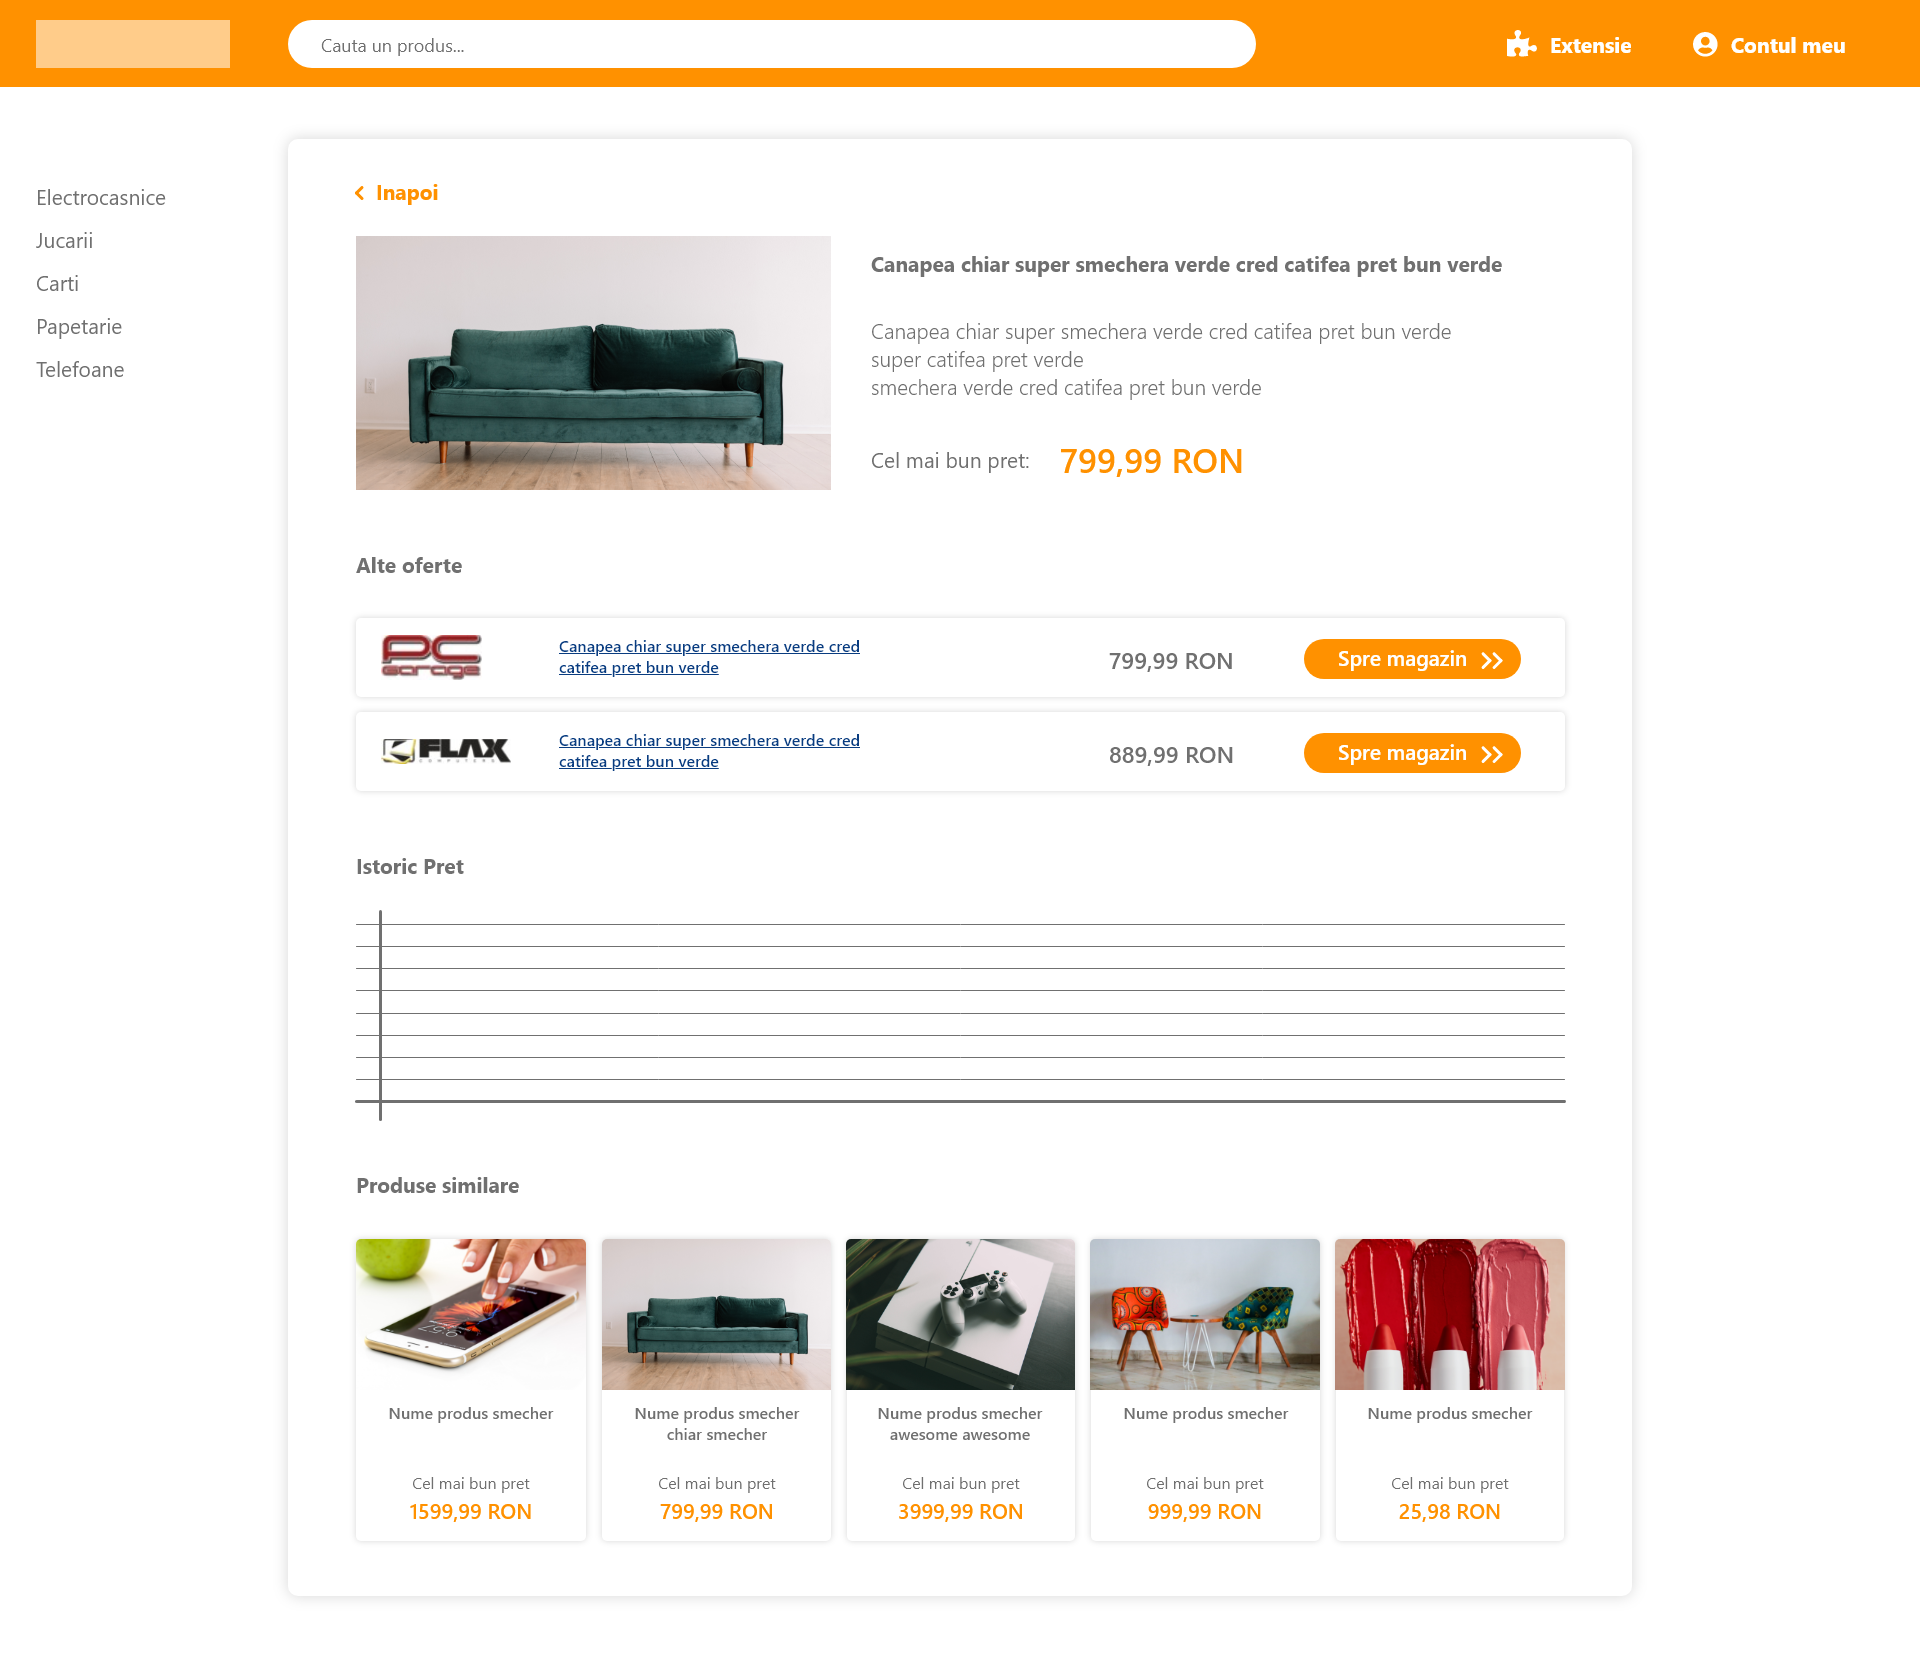 Cauta un produs...
Extensie
Contul meu
Electrocasnice
Jucarii
Carti
Papetarie
Telefoane
Inapoi
Canapea chiar super smechera verde cred catifea pret bun verde
Canapea chiar super smechera verde cred catifea pret bun verde
super catifea pret verde
smechera verde cred catifea pret bun verde
Cel mai bun pret: 799,99 RON
Alte oferte
PC
Garage
Canapea chiar super smechera verde cred
catifea pret bun verde
799,99 RON
Spre magazin
FLAX
COMPUTERS
Canapea chiar super smechera verde cred
catifea pret bun verde
889,99 RON
Spre magazin
Istoric Pret
Produse similare
Nume produs smecher
Cel mai bun pret
1599,99 RON
Nume produs smecher
chiar smecher
Cel mai bun pret
799,99 RON
Nume produs smecher
awesome awesome
Cel mai bun pret
3999,99 RON
Nume produs smecher
Cel mai bun pret
999,99 RON
Nume produs smecher
Cel mai bun pret
25,98 RON